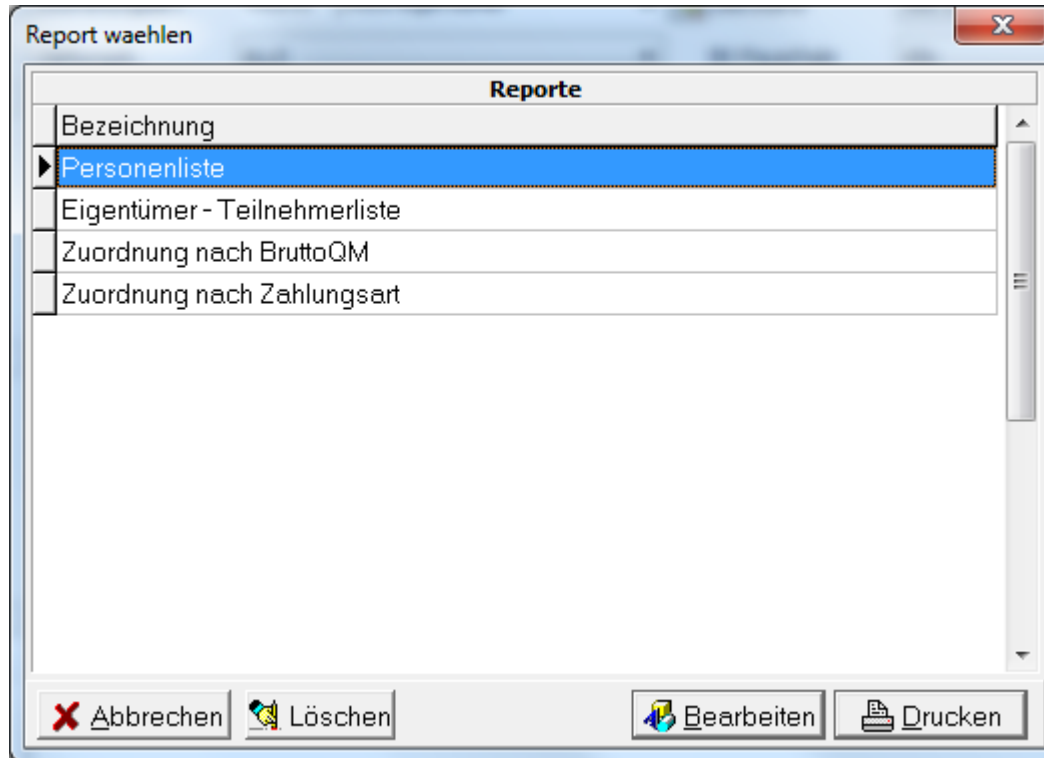 Report waehlen
Reporte
Bezeichnung
Personenliste
Eigentümer - Teilnehmerliste
Zuordnung nach BruttoQM
Zuordnung nach Zahlungsart
Abbrechen Löschen Bearbeiten Drucken